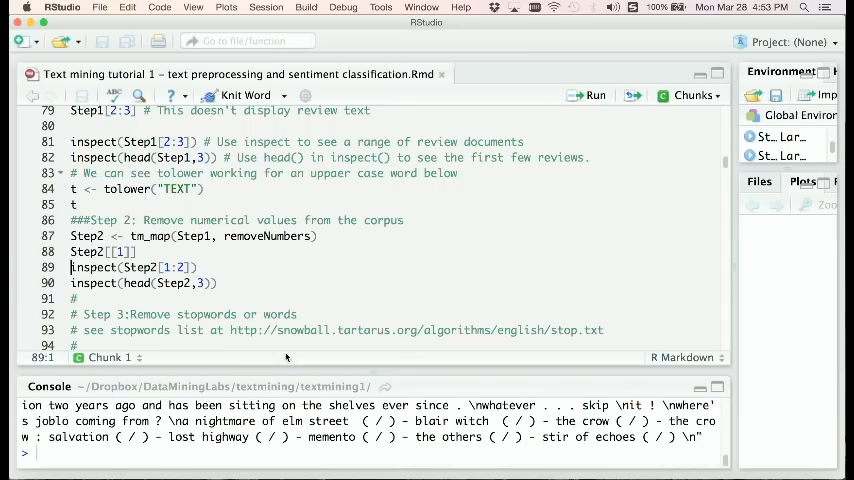 RStudio File Edit Code View Plots Session Build Debug Tools Window Help 100% Mon Mar 28 4:53 PM
RStudio
Go to file/function Project: (None)
Text mining tutorial 1 – text preprocessing and sentiment classification.Rmd
ABC ? Knit Word Run Chunks
79 Step1[2:3] # This doesn't display review text
80
81 inspect(Step1[2:3]) # Use inspect to see a range of review documents
82 inspect(head(Step1,3)) # Use head() in inspect() to see the first few reviews.
83 # We can see tolower working for an uppaer case word below
84 t <- tolower("TEXT")
85 t
86 ###Step 2: Remove numerical values from the corpus
87 Step2 <- tm_map(Step1, removeNumbers)
88 Step2[[1]]
89 inspect(Step2[1:2])
90 inspect(head(Step2,3))
91 #
92 # Step 3:Remove stopwords or words
93 # see stopwords list at http://snowball.tartarus.org/algorithms/english/stop.txt
94 #
89:1 Chunk 1 R Markdown
Console ~/Dropbox/DataMiningLabs/textmining/textmining1/
ion two years ago and has been sitting on the shelves ever since . \nwhatever . . . skip \nit ! \nwhere'
s joblo coming from ? \na nightmare of elm street  ( / ) - blair witch  ( / ) - the crow ( / ) - the cro
w : salvation ( / ) - lost highway ( / ) - memento ( / ) - the others ( / ) - stir of echoes ( / ) \n"
>
Environment
Impo
Global Environ
St… Lar…
St… Lar…
Files Plots
Zoo